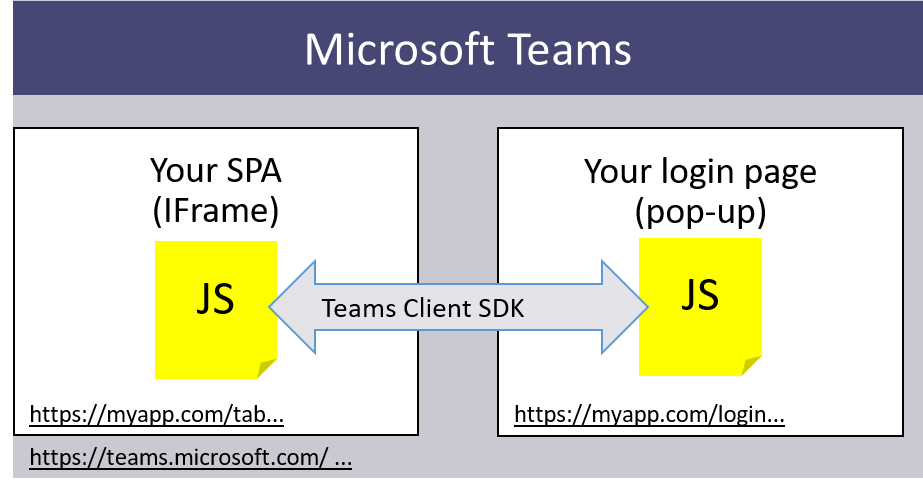 Microsoft Teams
Your SPA
(IFrame)
JS
https://myapp.com/tab...
Teams Client SDK
Your login page
(pop-up)
JS
https://myapp.com/login...
https://teams.microsoft.com/ ...